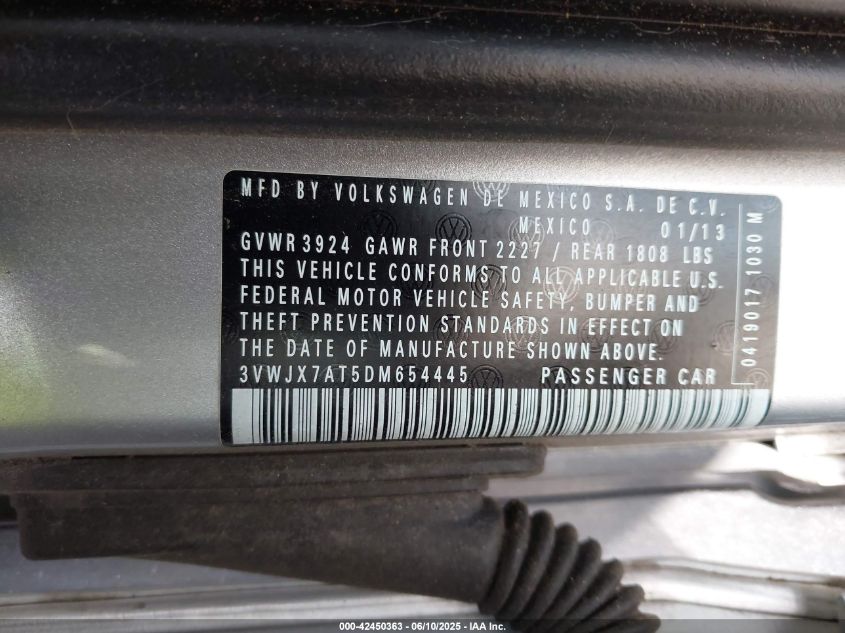 MFD BY VOLKSWAGEN DE MEXICO S.A. DE C.V.
MEXICO 01/13
GVWR 3924 GAWR FRONT 2227 / REAR 1808 LBS
THIS VEHICLE CONFORMS TO ALL APPLICABLE U.S.
FEDERAL MOTOR VEHICLE SAFETY, BUMPER AND
THEFT PREVENTION STANDARDS IN EFFECT ON
THE DATE OF MANUFACTURE SHOWN ABOVE.
3VWJX7AT5DM654445 PASSENGER CAR
0419017 1030 M
000-42450363 - 06/10/2025 - IAA Inc.